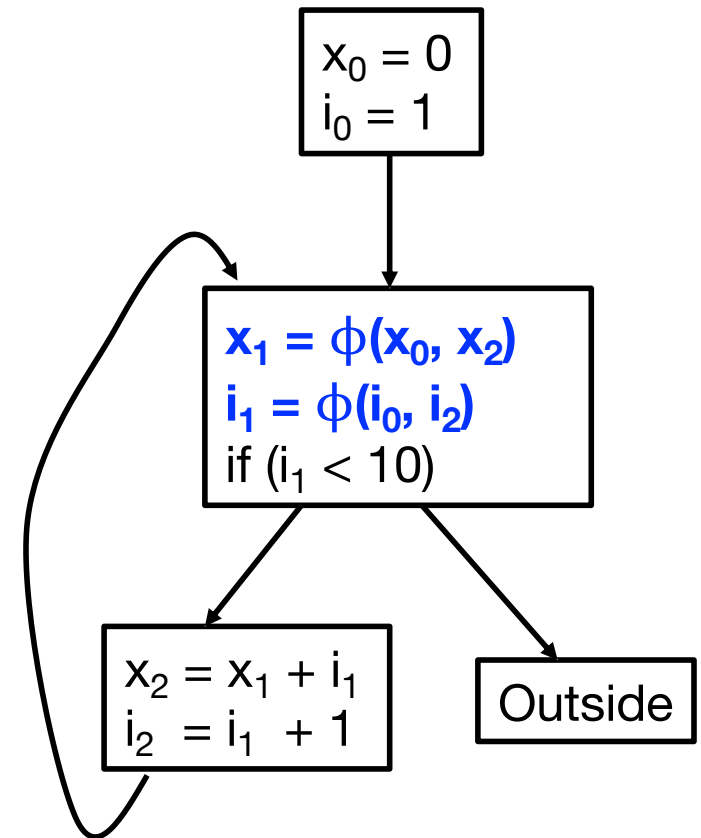 x₀ = 0
i₀ = 1
x₁ = ϕ(x₀, x₂)
i₁ = ϕ(i₀, i₂)
if (i₁ < 10)
x₂ = x₁ + i₁
i₂ = i₁ + 1
Outside